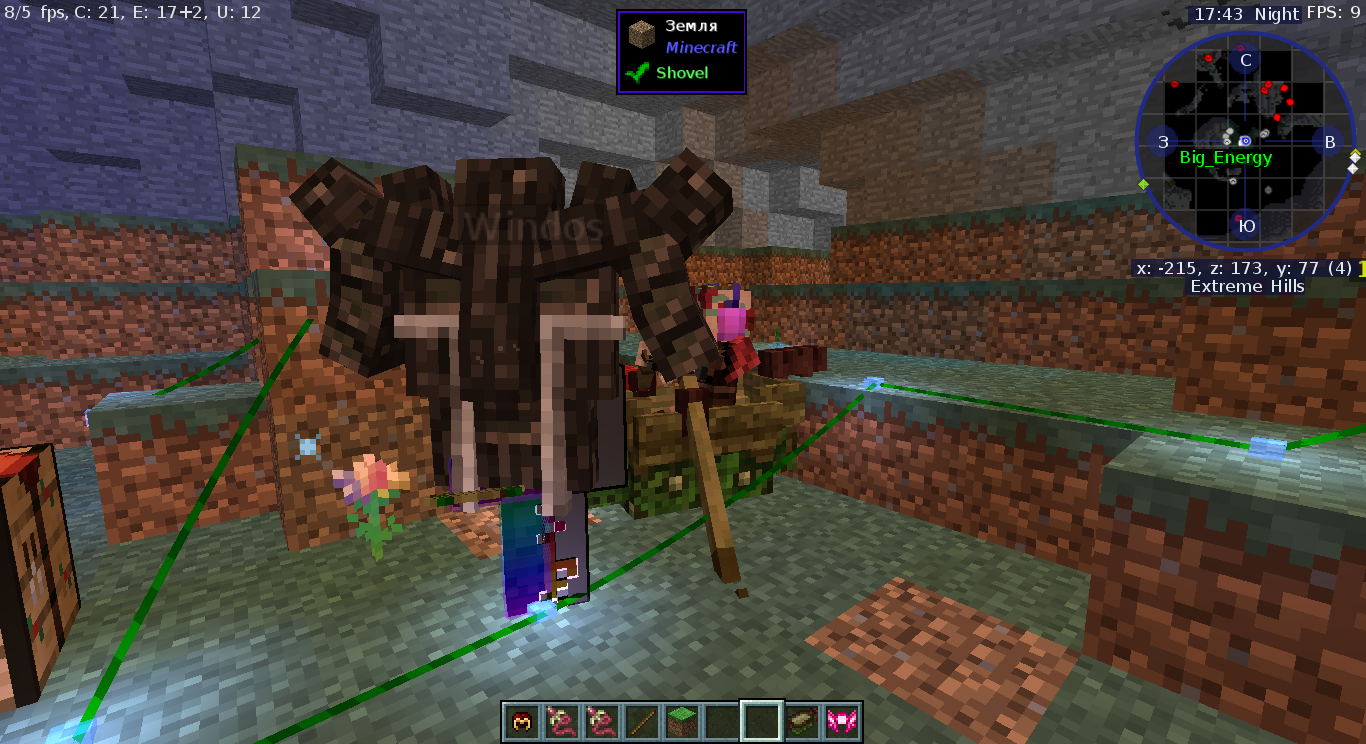 8/5 fps, C: 21, E: 17+2, U: 12
Земля
Minecraft
Shovel
17:43 Night FPS: 9
С
З
В
Big_Energy
Ю
x: -215, z: 173, y: 77 (4)
Extreme Hills
Windos